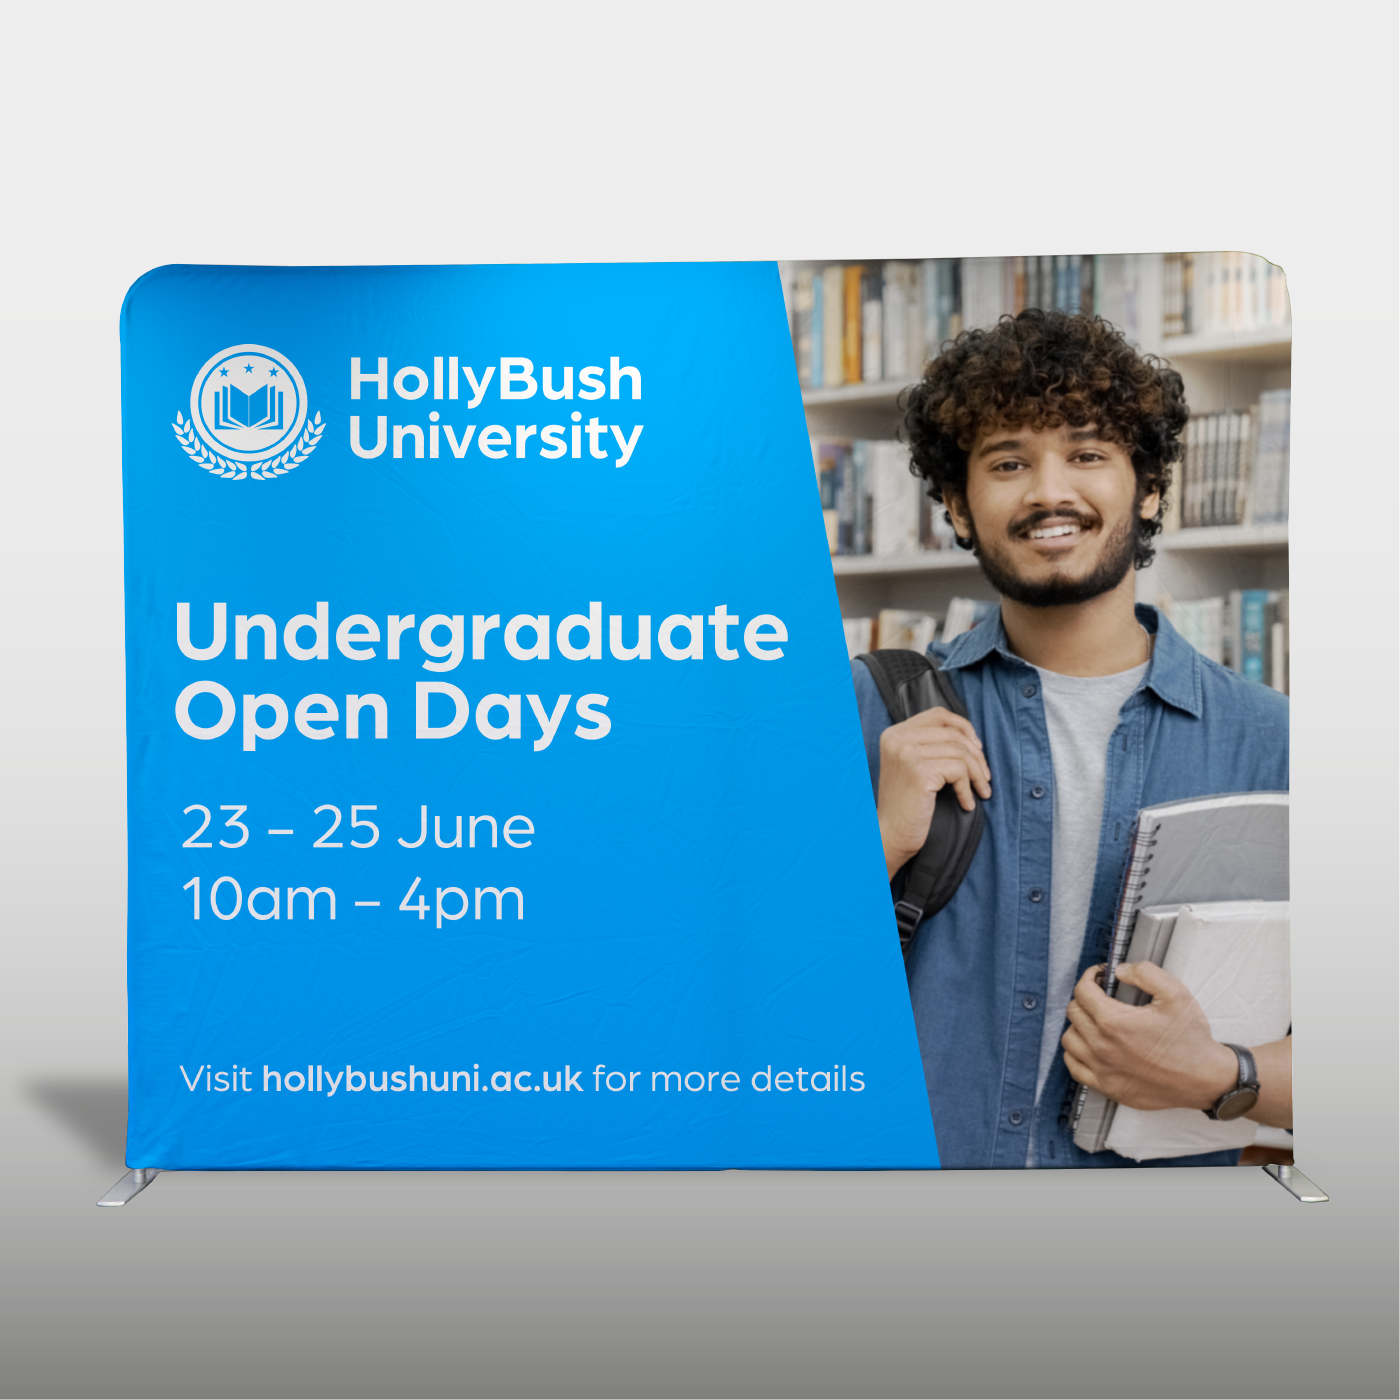 HollyBush
University
Undergraduate
Open Days
23 – 25 June
10am – 4pm
Visit hollybushuni.ac.uk for more details